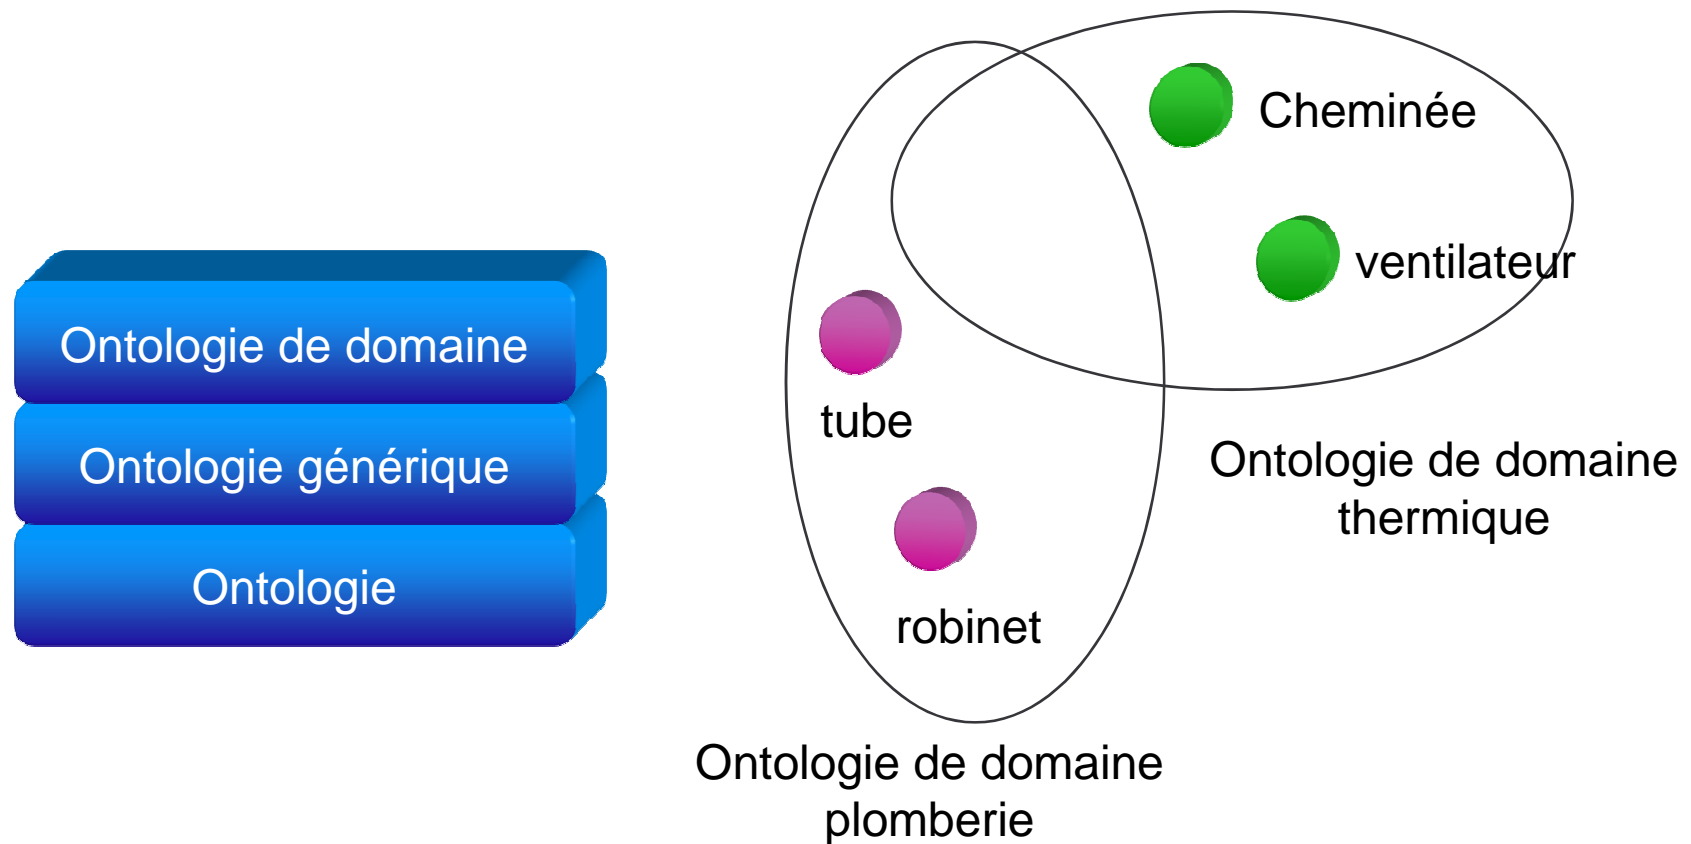 Ontologie de domaine
Ontologie générique
Ontologie
Cheminée
ventilateur
tube
robinet
Ontologie de domaine
thermique
Ontologie de domaine
plomberie